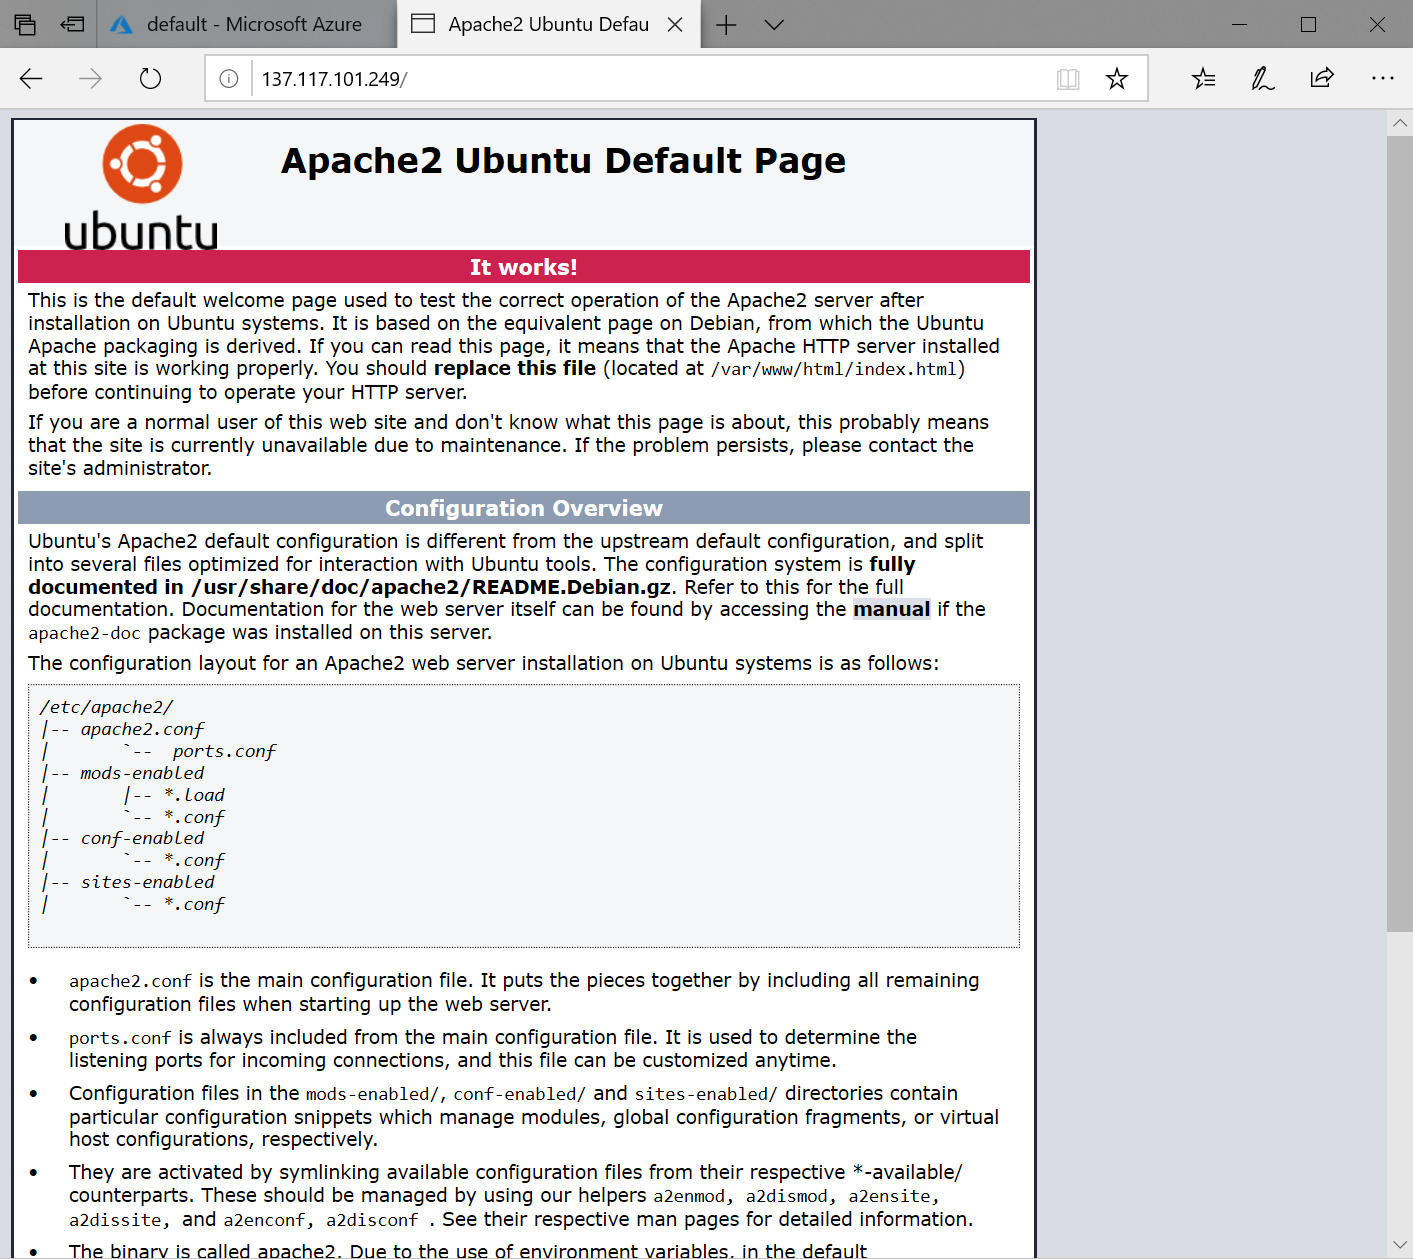 default - Microsoft Azure
Apache2 Ubuntu Defau
137.117.101.249/
ubuntu
Apache2 Ubuntu Default Page
It works!
This is the default welcome page used to test the correct operation of the Apache2 server after
installation on Ubuntu systems. It is based on the equivalent page on Debian, from which the Ubuntu
Apache packaging is derived. If you can read this page, it means that the Apache HTTP server installed
at this site is working properly. You should replace this file (located at /var/www/html/index.html)
before continuing to operate your HTTP server.
If you are a normal user of this web site and don't know what this page is about, this probably means
that the site is currently unavailable due to maintenance. If the problem persists, please contact the
site's administrator.
Configuration Overview
Ubuntu's Apache2 default configuration is different from the upstream default configuration, and split
into several files optimized for interaction with Ubuntu tools. The configuration system is fully
documented in /usr/share/doc/apache2/README.Debian.gz. Refer to this for the full
documentation. Documentation for the web server itself can be found by accessing the manual if the
apache2-doc package was installed on this server.
The configuration layout for an Apache2 web server installation on Ubuntu systems is as follows:
/etc/apache2/
|-- apache2.conf
|       `--  ports.conf
|-- mods-enabled
|       |-- *.load
|       `-- *.conf
|-- conf-enabled
|       `-- *.conf
|-- sites-enabled
|       `-- *.conf
• apache2.conf is the main configuration file. It puts the pieces together by including all remaining
configuration files when starting up the web server.
• ports.conf is always included from the main configuration file. It is used to determine the
listening ports for incoming connections, and this file can be customized anytime.
• Configuration files in the mods-enabled/, conf-enabled/ and sites-enabled/ directories contain
particular configuration snippets which manage modules, global configuration fragments, or virtual
host configurations, respectively.
• They are activated by symlinking available configuration files from their respective *-available/
counterparts. These should be managed by using our helpers a2enmod, a2dismod, a2ensite,
a2dissite, and a2enconf, a2disconf . See their respective man pages for detailed information.
• The binary is called apache2. Due to the use of environment variables, in the default